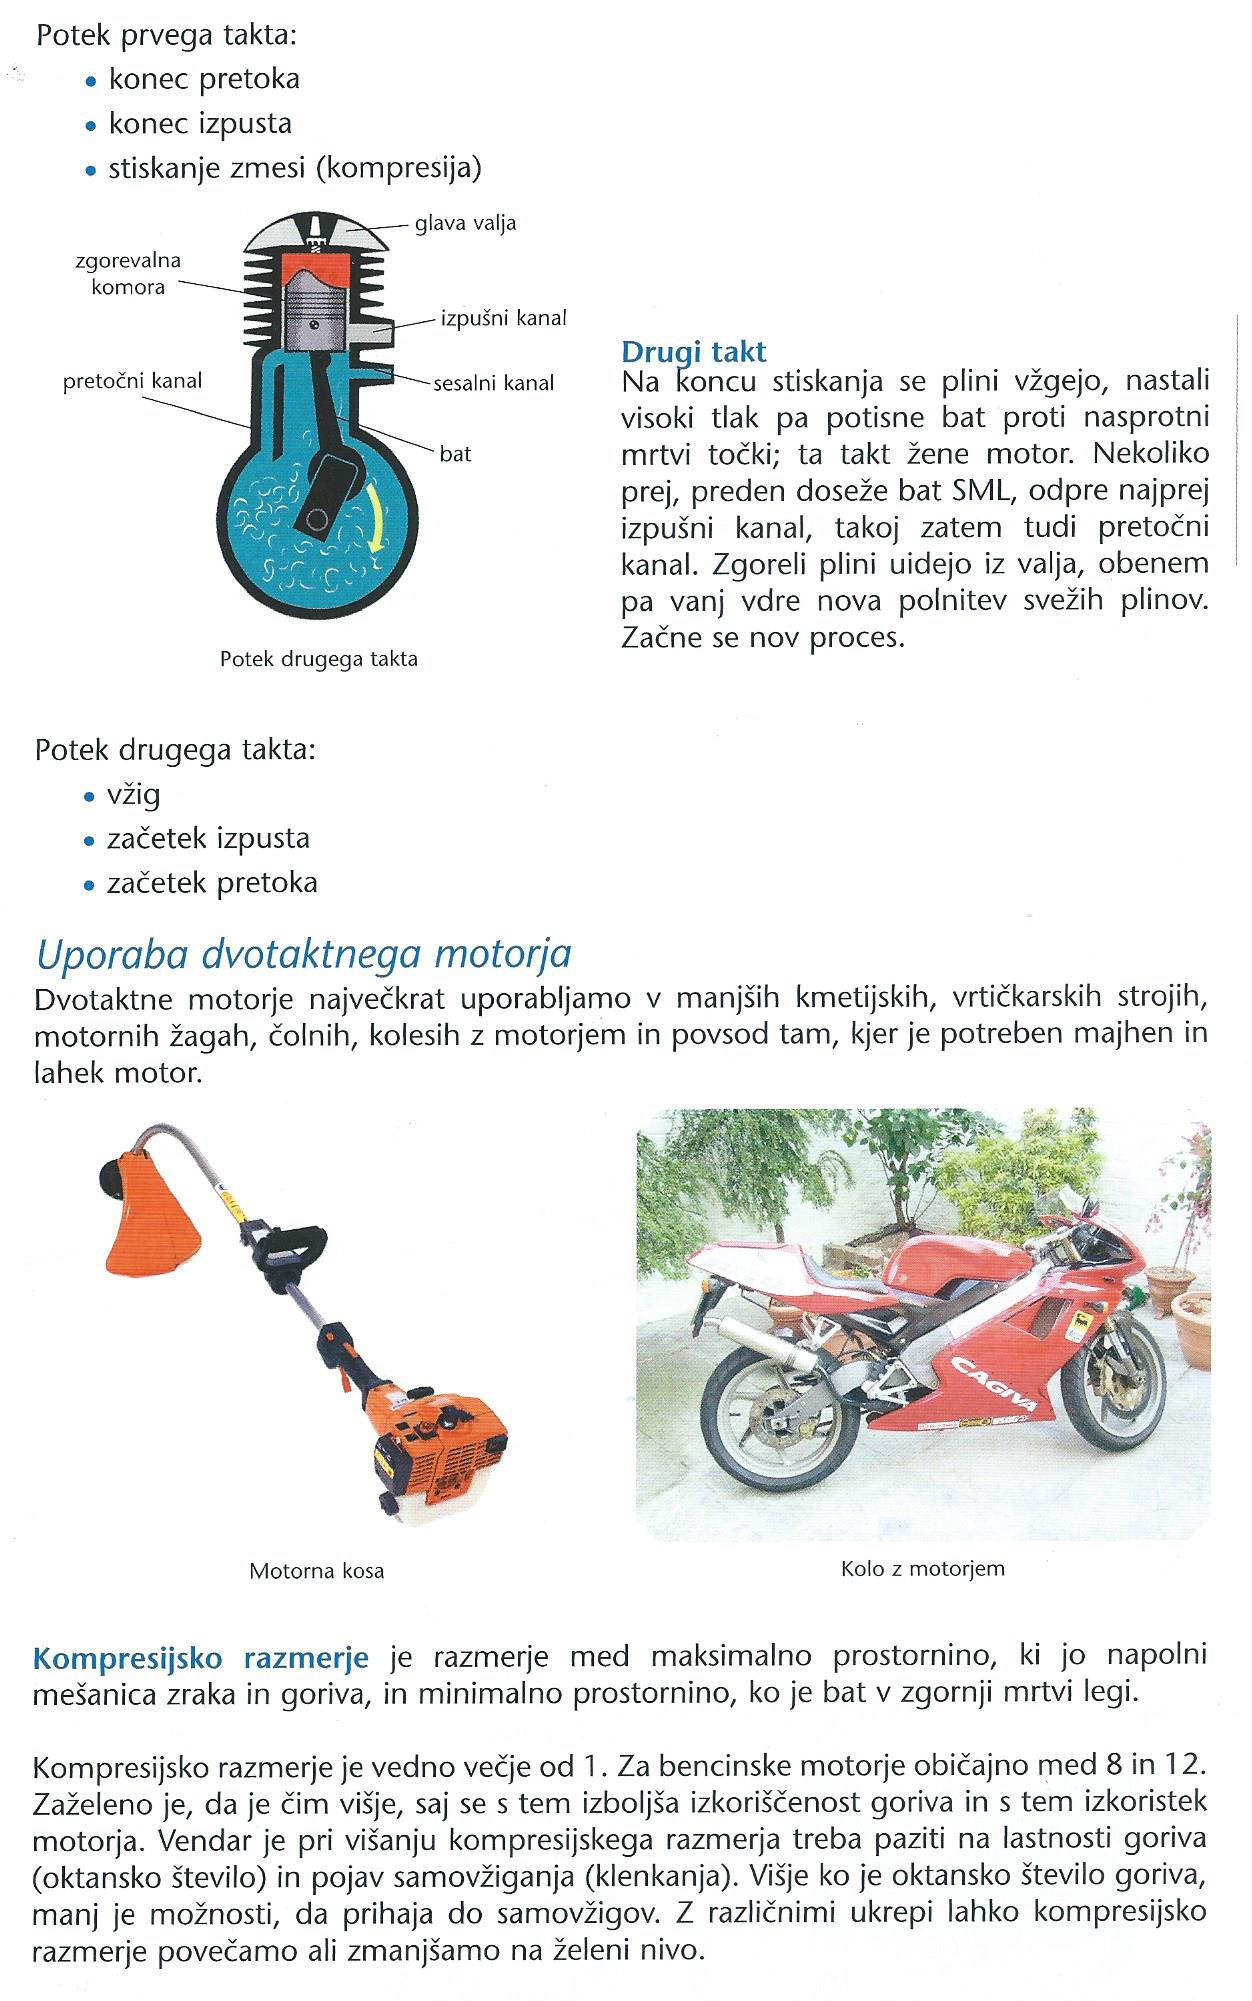 Potek prvega takta:
• konec pretoka
• konec izpusta
• stiskanje zmesi (kompresija)
glava valja
zgorevalna
komora
izpušni kanal
pretočni kanal
sesalni kanal
bat
Potek drugega takta
Drugi takt
Na koncu stiskanja se plini vžgejo, nastali
visoki tlak pa potisne bat proti nasprotni
mrtvi točki; ta takt žene motor. Nekoliko
prej, preden doseže bat SML, odpre najprej
izpušni kanal, takoj zatem tudi pretočni
kanal. Zgoreli plini uidejo iz valja, obenem
pa vanj vdre nova polnitev svežih plinov.
Začne se nov proces.
Potek drugega takta:
• vžig
• začetek izpusta
• začetek pretoka
Uporaba dvotaktnega motorja
Dvotaktne motorje največkrat uporabljamo v manjših kmetijskih, vrtičkarskih strojih,
motornih žagah, čolnih, kolesih z motorjem in povsod tam, kjer je potreben majhen in
lahek motor.
CAGIVA
Motorna kosa
Kolo z motorjem
Kompresijsko razmerje je razmerje med maksimalno prostornino, ki jo napolni
mešanica zraka in goriva, in minimalno prostornino, ko je bat v zgornji mrtvi legi.
Kompresijsko razmerje je vedno večje od 1. Za bencinske motorje običajno med 8 in 12.
Zaželeno je, da je čim višje, saj se s tem izboljša izkoriščenost goriva in s tem izkoristek
motorja. Vendar je pri višanju kompresijskega razmerja treba paziti na lastnosti goriva
(oktansko število) in pojav samovžiganja (klenkanja). Višje ko je oktansko število goriva,
manj je možnosti, da prihaja do samovžigov. Z različnimi ukrepi lahko kompresijsko
razmerje povečamo ali zmanjšamo na želeni nivo.